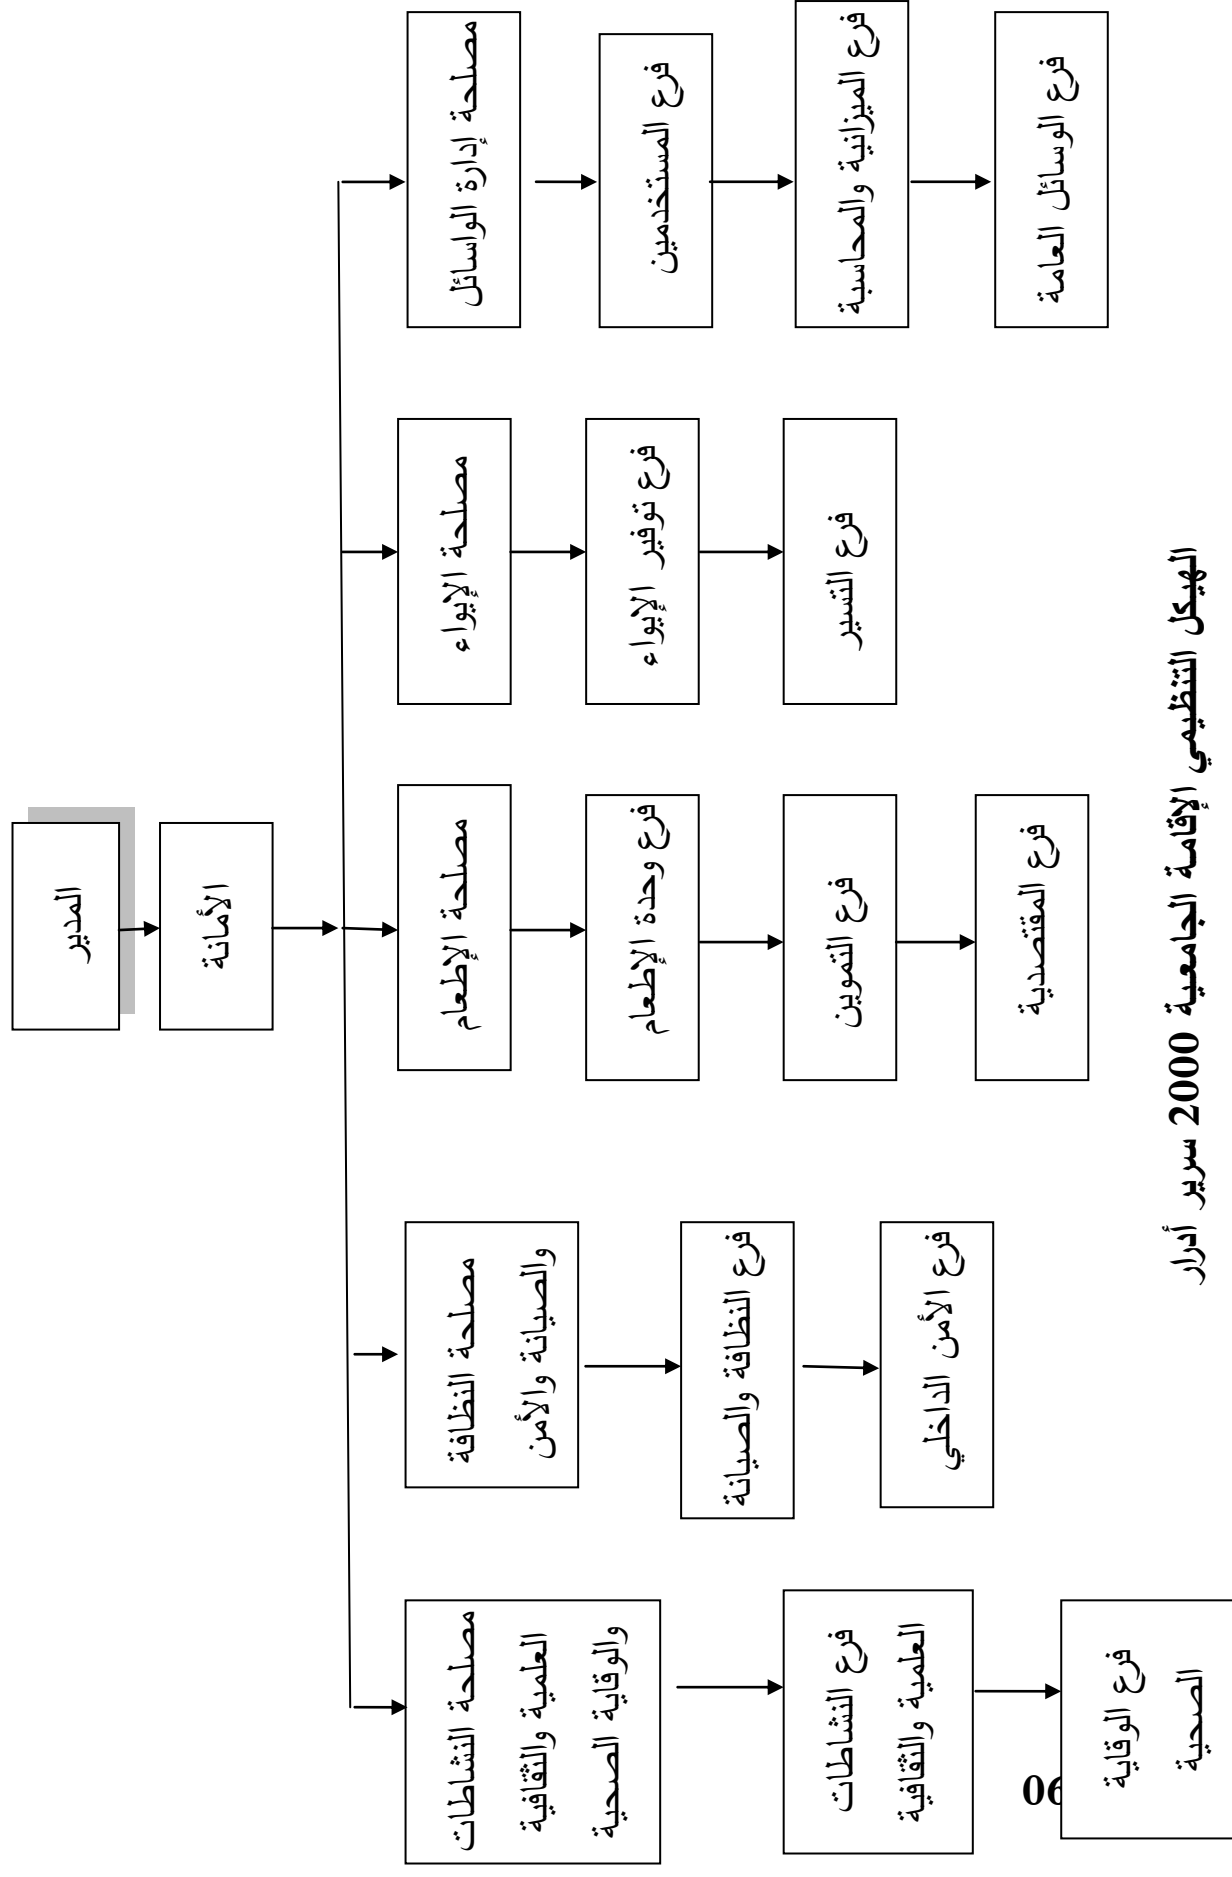 المدير
الأمانة
مصلحة إدارة الواسائل
فرع المستخدمين
فرع الميزانية والمحاسبة
فرع الوسائل العامة
مصلحة الإيواء
فرع توفير الإيواء
فرع التسير
مصلحة الإطعام
فرع وحدة الإطعام
فرع التموين
فرع المقتصدية
مصلحة النظافة
والصيانة والأمن
فرع النظافة والصيانة
فرع الأمن الداخلي
مصلحة النشاطات
العلمية والثقافية
والوقاية الصحية
فرع النشاطات
العلمية والثقافية
فرع الوقاية
الصحية
الهيكل التنظيمي الإقامة الجامعية 2000 سرير أدرار
06